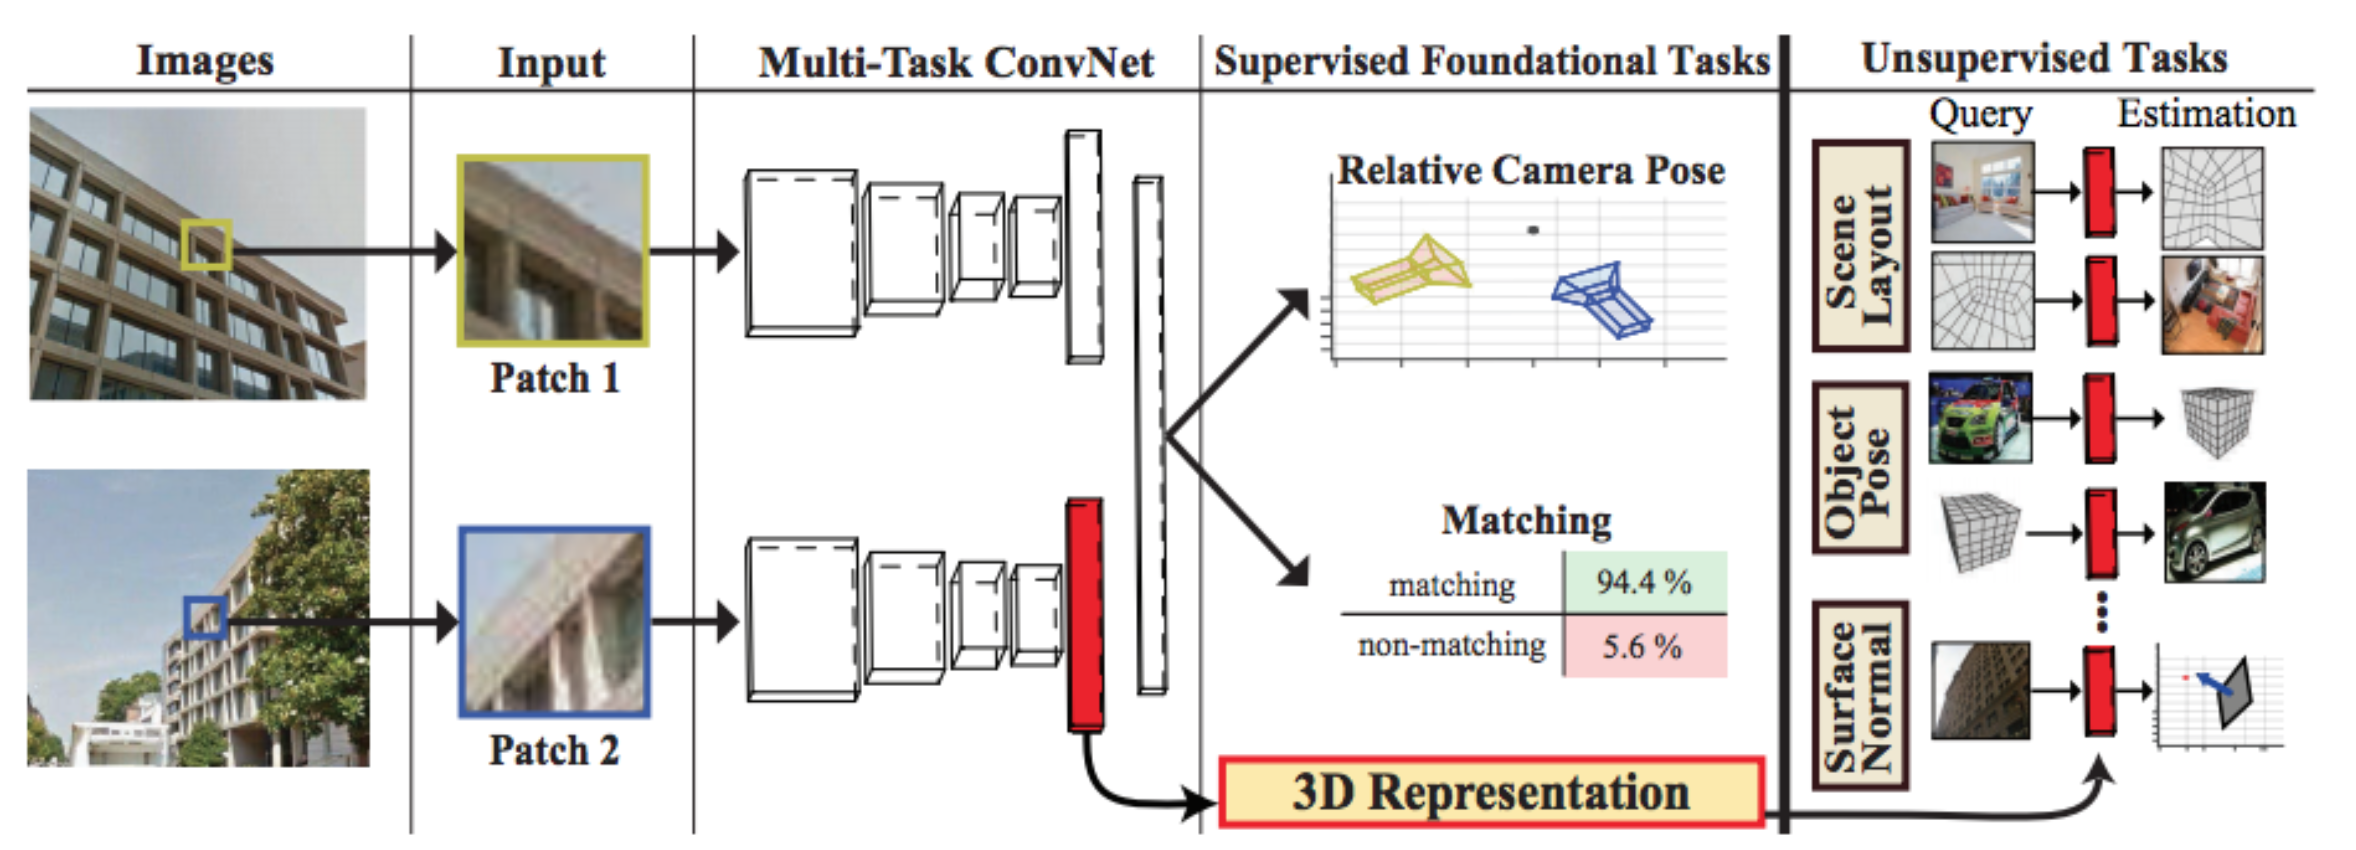 Images
Input
Multi-Task ConvNet
Supervised Foundational Tasks
Unsupervised Tasks
Query
Estimation
Patch 1
Patch 2
Relative Camera Pose
Matching
matching 94.4 %
non-matching 5.6 %
3D Representation
Scene
Layout
Object
Pose
Surface
Normal